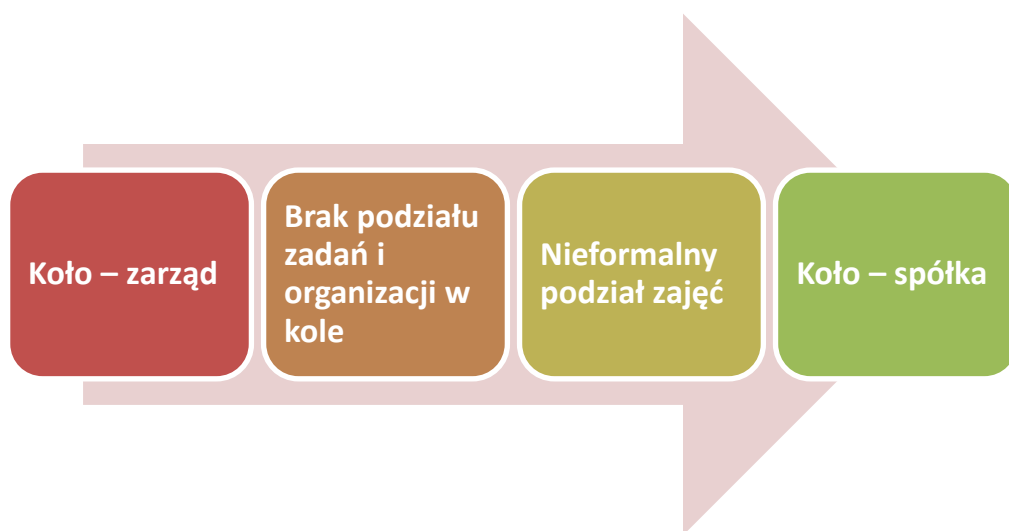 Koło – zarząd
Brak podziału
zadań i
organizacji w
kole
Nieformalny
podział zajęć
Koło – spółka